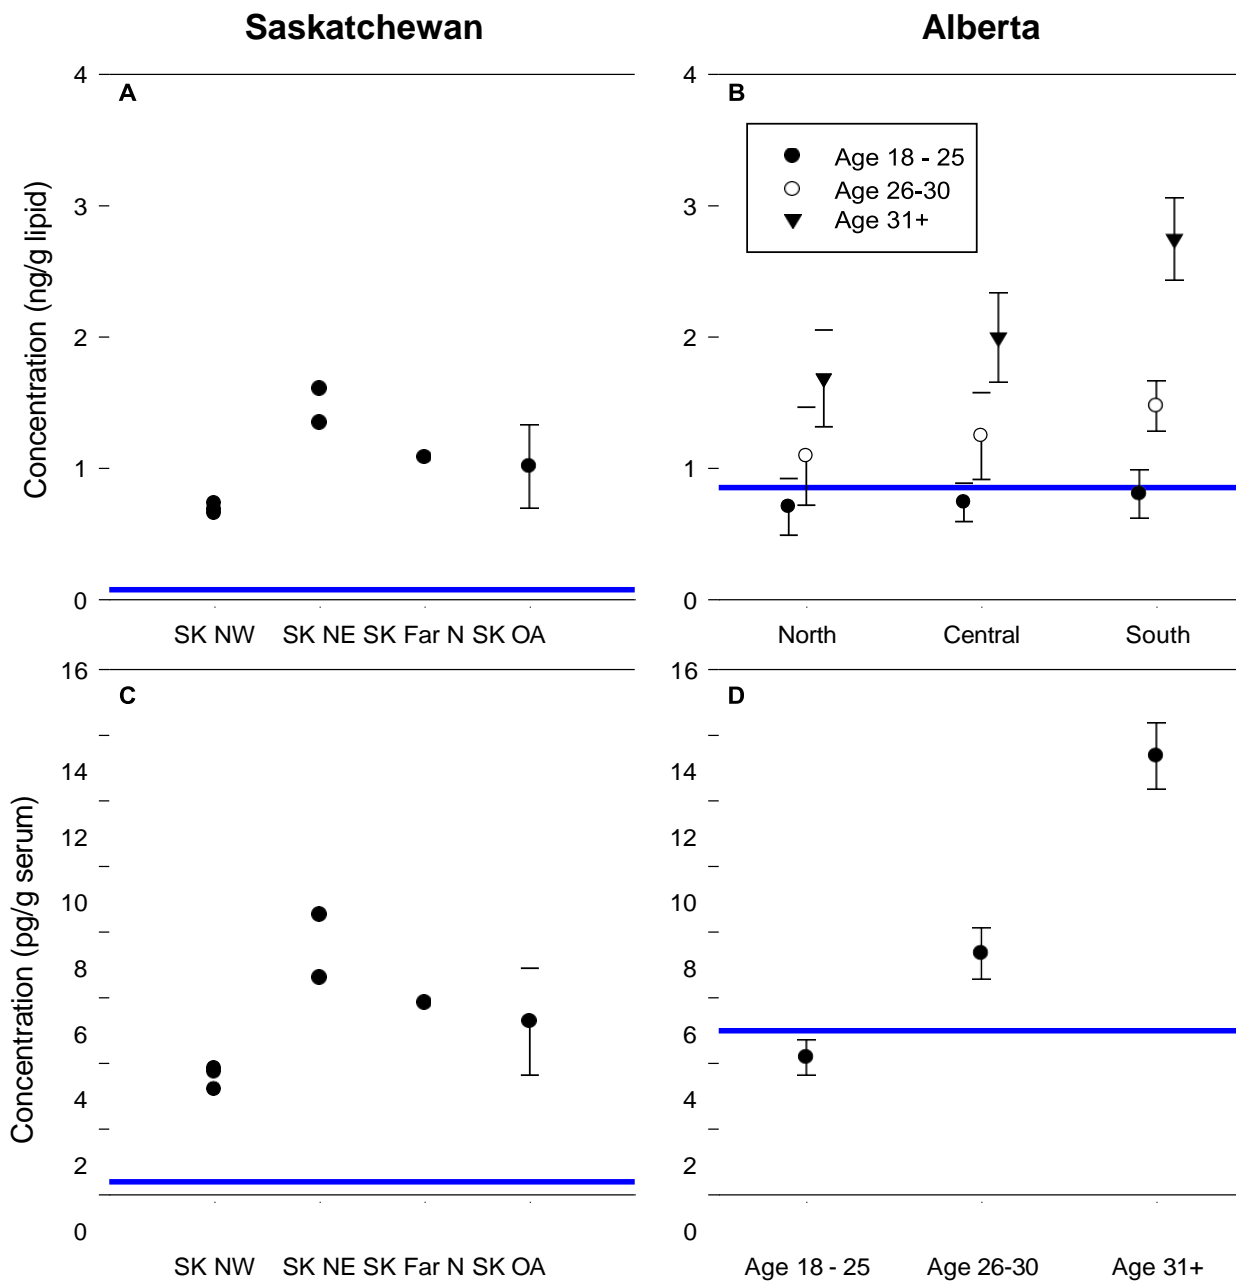 Saskatchewan
Alberta
Concentration (ng/g lipid)
A
4
3
2
1
0
SK NW SK NE SK Far N SK OA
B
4
3
2
1
0
Age 18 - 25
Age 26-30
Age 31+
North Central South
Concentration (pg/g serum)
C
16
14
12
10
8
6
4
2
0
SK NW SK NE SK Far N SK OA
D
16
14
12
10
8
6
4
2
0
Age 18 - 25 Age 26-30 Age 31+